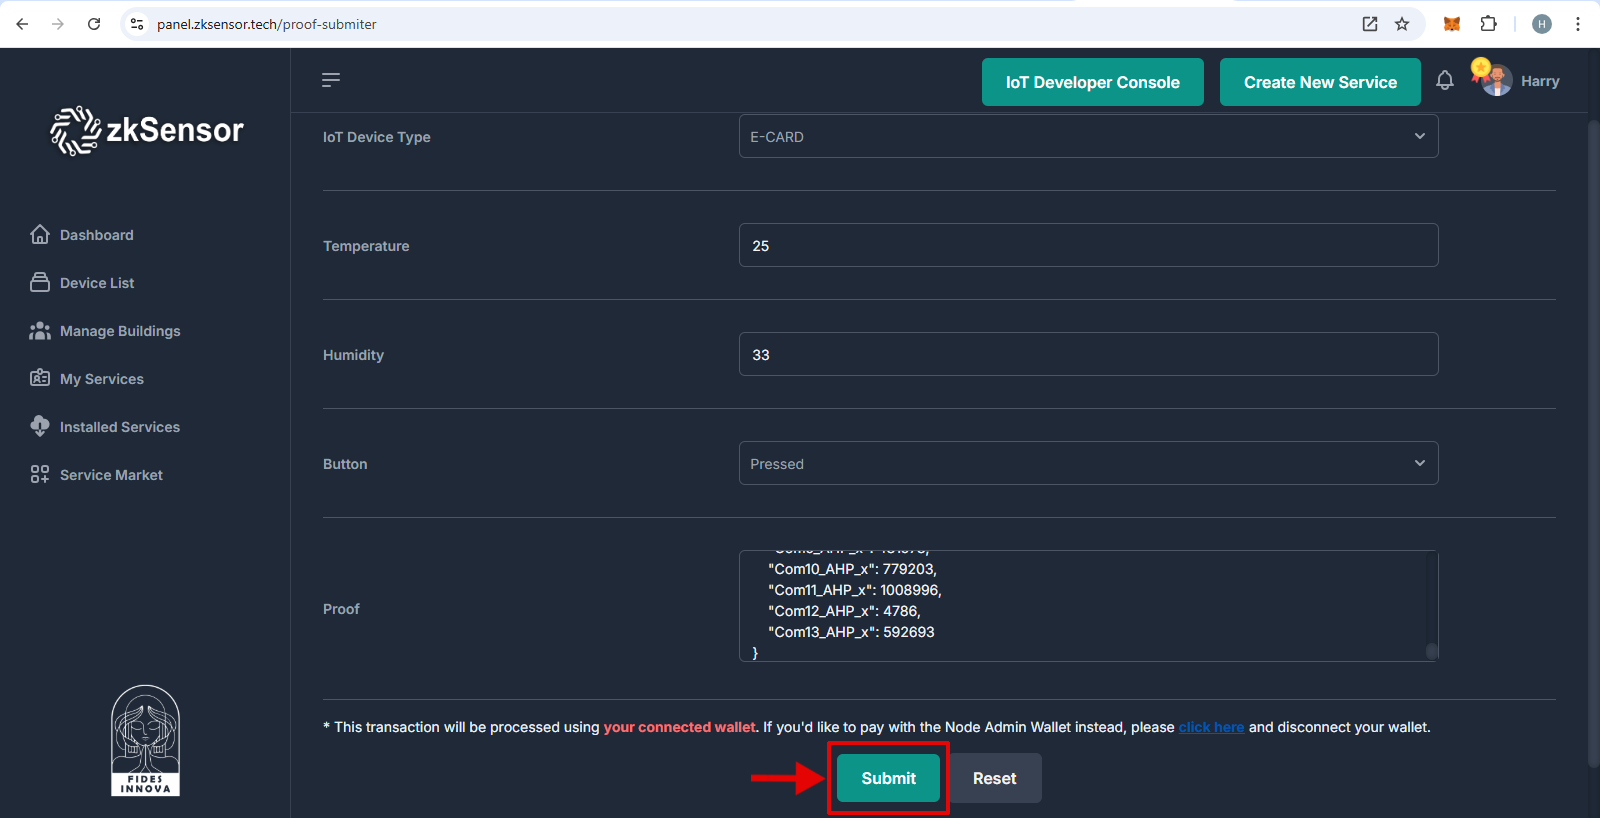 panel.zksensor.tech/proof-submiter
H
zkSensor
IoT Developer Console
Create New Service
Harry
Dashboard
Device List
Manage Buildings
My Services
Installed Services
Service Market
IoT Device Type
E-CARD
Temperature
25
Humidity
33
Button
Pressed
Proof
"Com10_AHP_x": 779203,
"Com11_AHP_x": 1008996,
"Com12_AHP_x": 4786,
"Com13_AHP_x": 592693
}
* This transaction will be processed using your connected wallet. If you'd like to pay with the Node Admin Wallet instead, please click here and disconnect your wallet.
Submit
Reset
FIDES
INNOVA